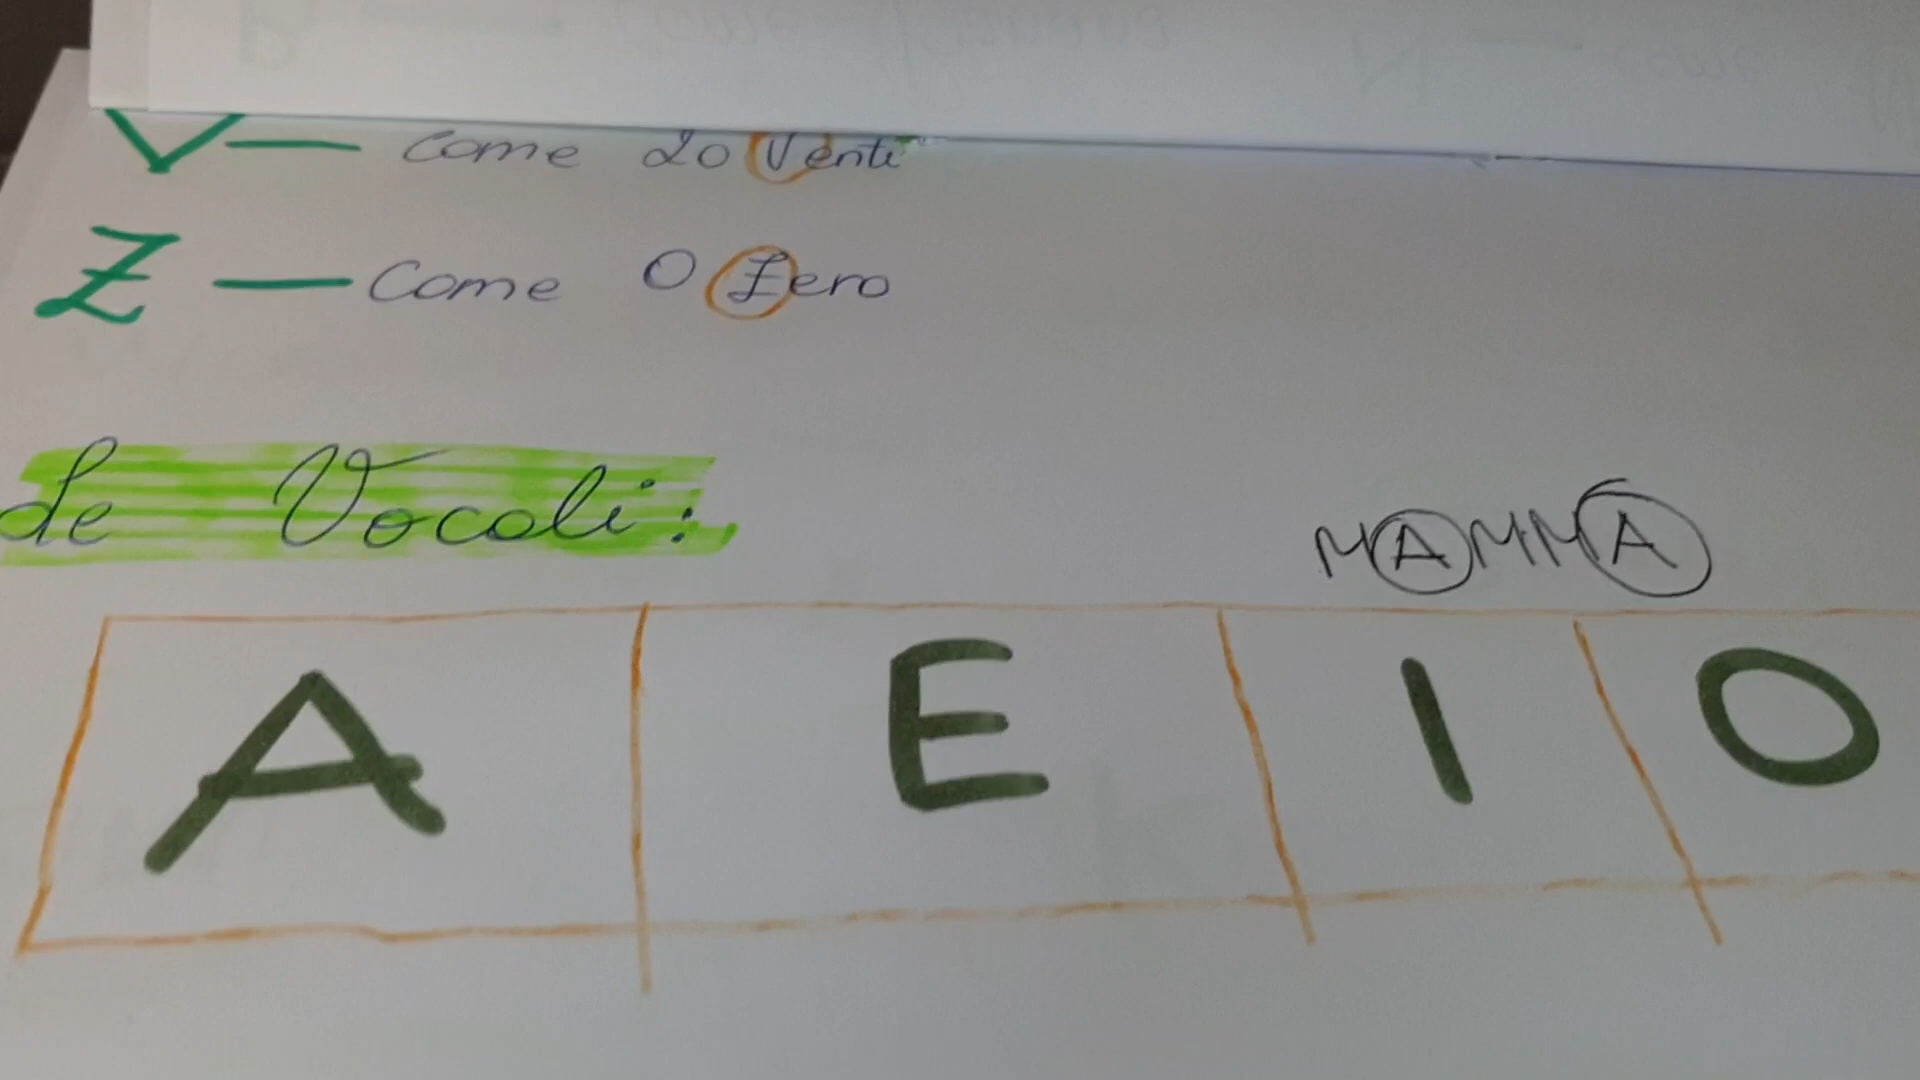 V — come 20 Venti
Z — Come 0 Zero
Le Vocali:
MAMMA
A E I O